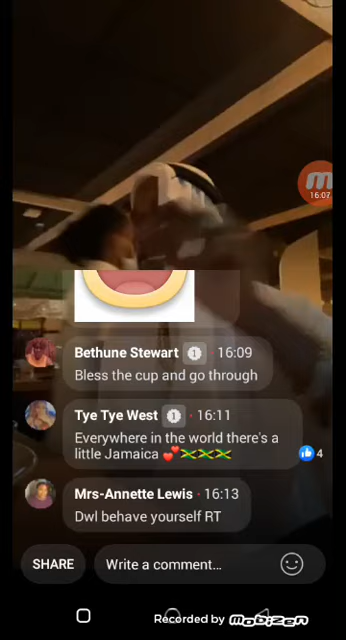 m
16:07
Bethune Stewart 1 · 16:09
Bless the cup and go through
Tye Tye West 1 · 16:11
Everywhere in the world there's a
little Jamaica 💕🇯🇲🇯🇲🇯🇲
4
Mrs-Annette Lewis · 16:13
Dwl behave yourself RT
SHARE
Write a comment...
Recorded by mobizen